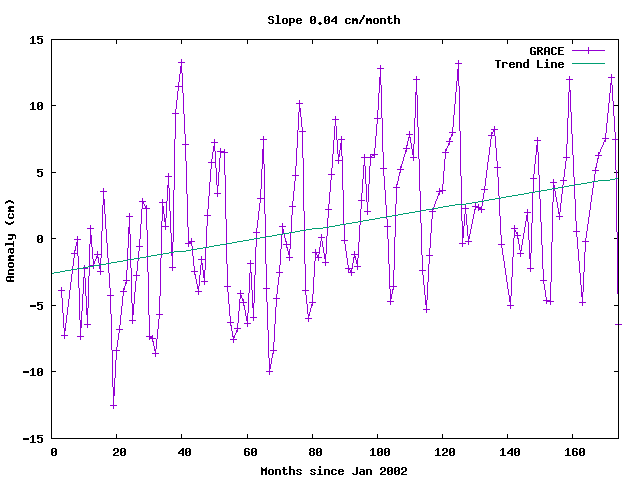 Slope 0.04 cm/month
15
GRACE
Trend Line
10
5
0
-5
-10
-15
Anomaly (cm)
0 20 40 60 80 100 120 140 160
Months since Jan 2002